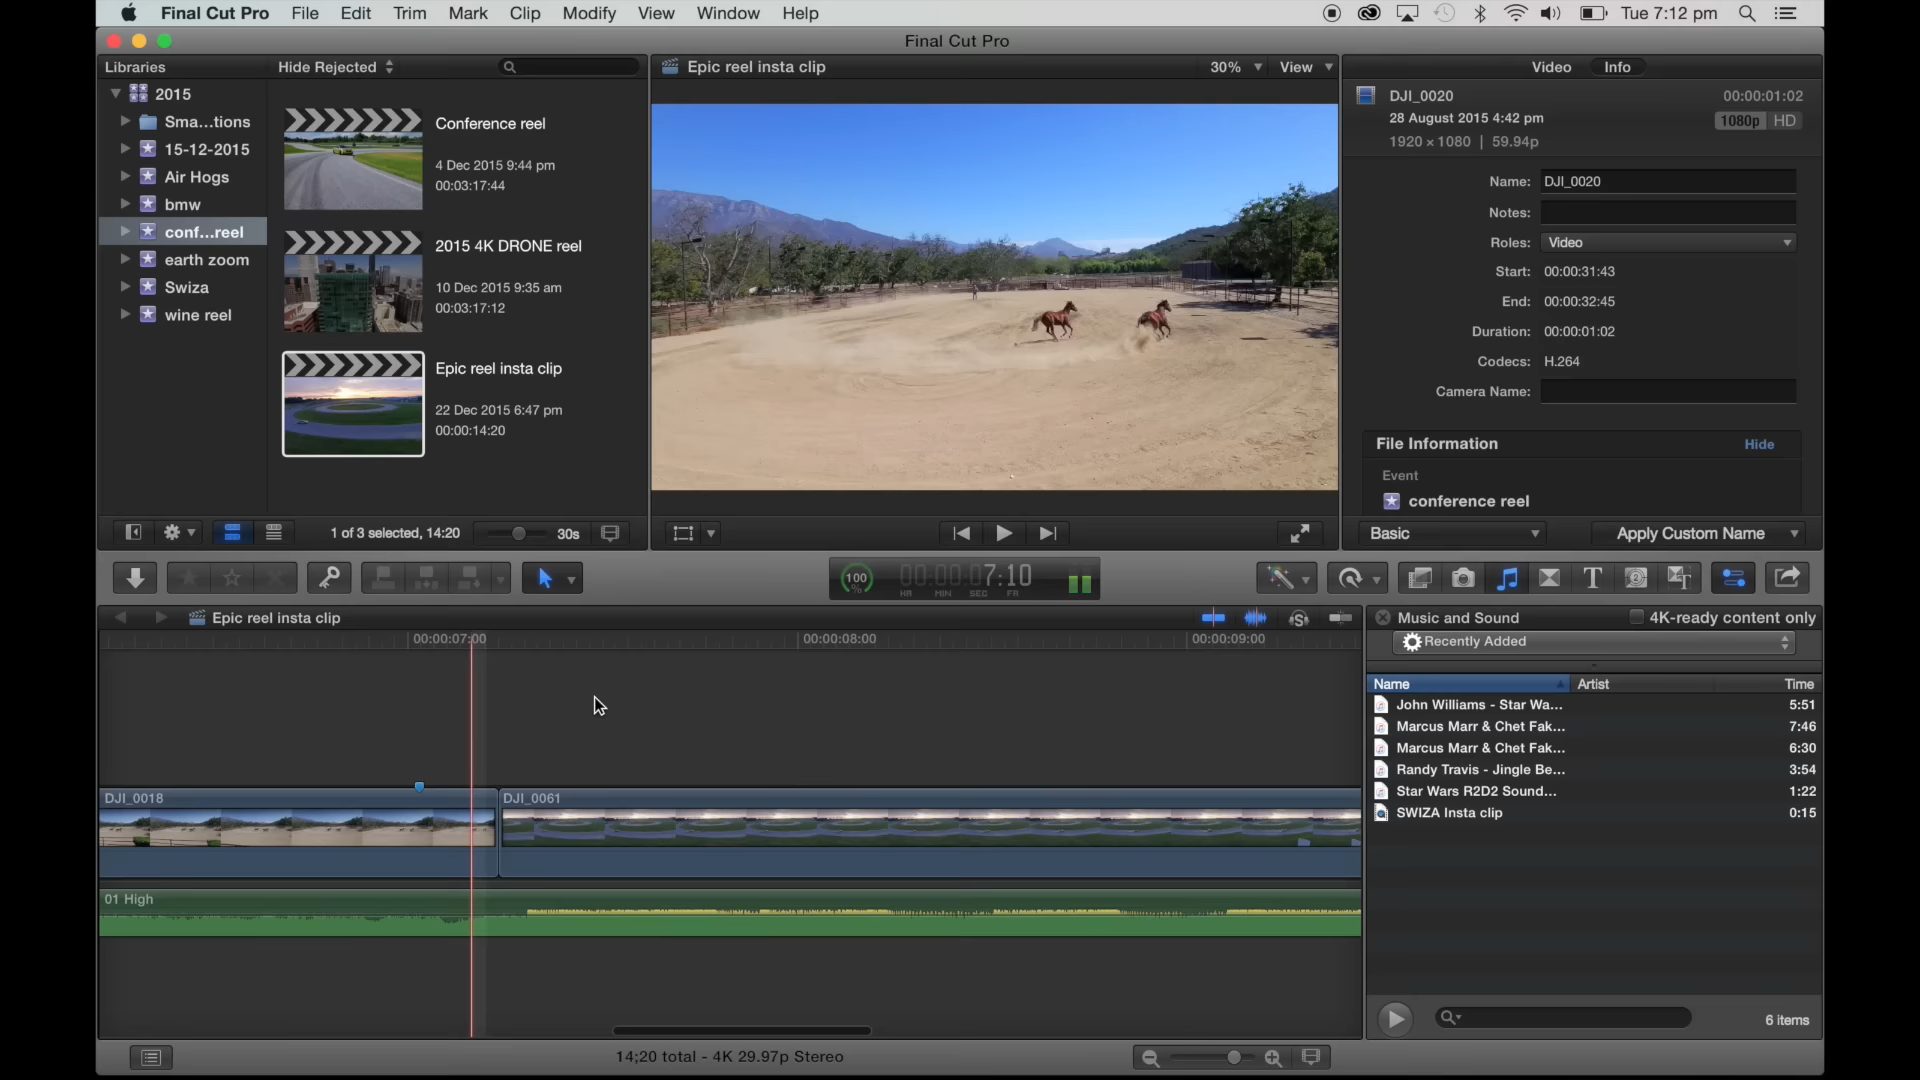 Final Cut Pro File Edit Trim Mark Clip Modify View Window Help Tue 7:12 pm
Final Cut Pro
Libraries Hide Rejected
Epic reel insta clip 30% View
Video Info
2015
Sma...tions
15-12-2015
Air Hogs
bmw
conf...reel
earth zoom
Swiza
wine reel
Conference reel
4 Dec 2015 9:44 pm
00:03:17:44
2015 4K DRONE reel
10 Dec 2015 9:35 am
00:03:17:12
Epic reel insta clip
22 Dec 2015 6:47 pm
00:00:14:20
1 of 3 selected, 14:20 30s
DJI_0020 00:00:01:02
28 August 2015 4:42 pm 1080p HD
1920 × 1080 | 59.94p
Name: DJI_0020
Notes:
Roles: Video
Start: 00:00:31:43
End: 00:00:32:45
Duration: 00:00:01:02
Codecs: H.264
Camera Name:
File Information Hide
Event
conference reel
Basic Apply Custom Name
100 % 00:00:07:10
HR MIN SEC FR
Epic reel insta clip
00:00:07:00 00:00:08:00 00:00:09:00
DJI_0018 DJI_0061
01 High
14;20 total - 4K 29.97p Stereo
Music and Sound 4K-ready content only
Recently Added
Name Artist Time
John Williams - Star Wa... 5:51
Marcus Marr & Chet Fak... 7:46
Marcus Marr & Chet Fak... 6:30
Randy Travis - Jingle Be... 3:54
Star Wars R2D2 Sound... 1:22
SWIZA Insta clip 0:15
6 items